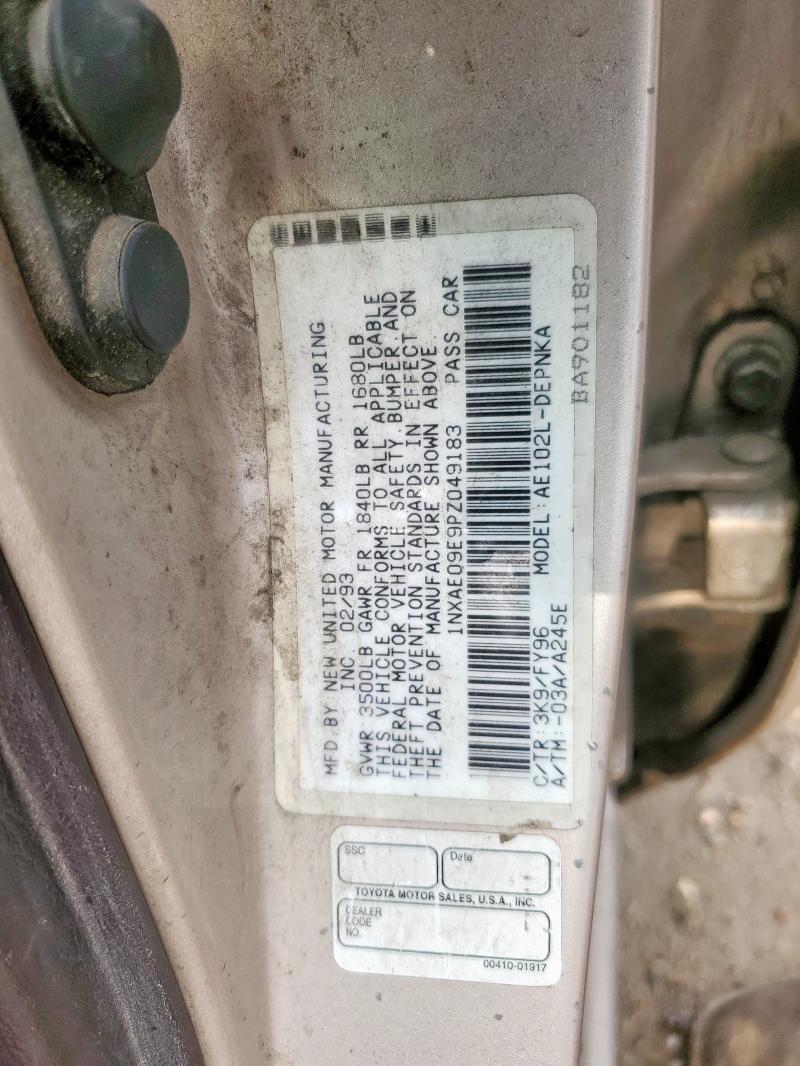 MFD BY NEW UNITED MOTOR MANUFACTURING
INC 02/93
GVWR 3500LB GAWR FR 1840LB RR 1680LB
THIS VEHICLE CONFORMS TO ALL APPLICABLE
FEDERAL MOTOR VEHICLE SAFETY, BUMPER, AND
THEFT PREVENTION STANDARDS IN EFFECT ON
THE DATE OF MANUFACTURE SHOWN ABOVE
1NXAE09E9PZ049183 PASS CAR
C/TR: 3K9/FY96 MODEL: AE102L-DEPNKA
A/TM: -03A/A245E
BA901182
SSC
Date
TOYOTA MOTOR SALES, U.S.A., INC.
DEALER
CODE
NO.
00410-01917